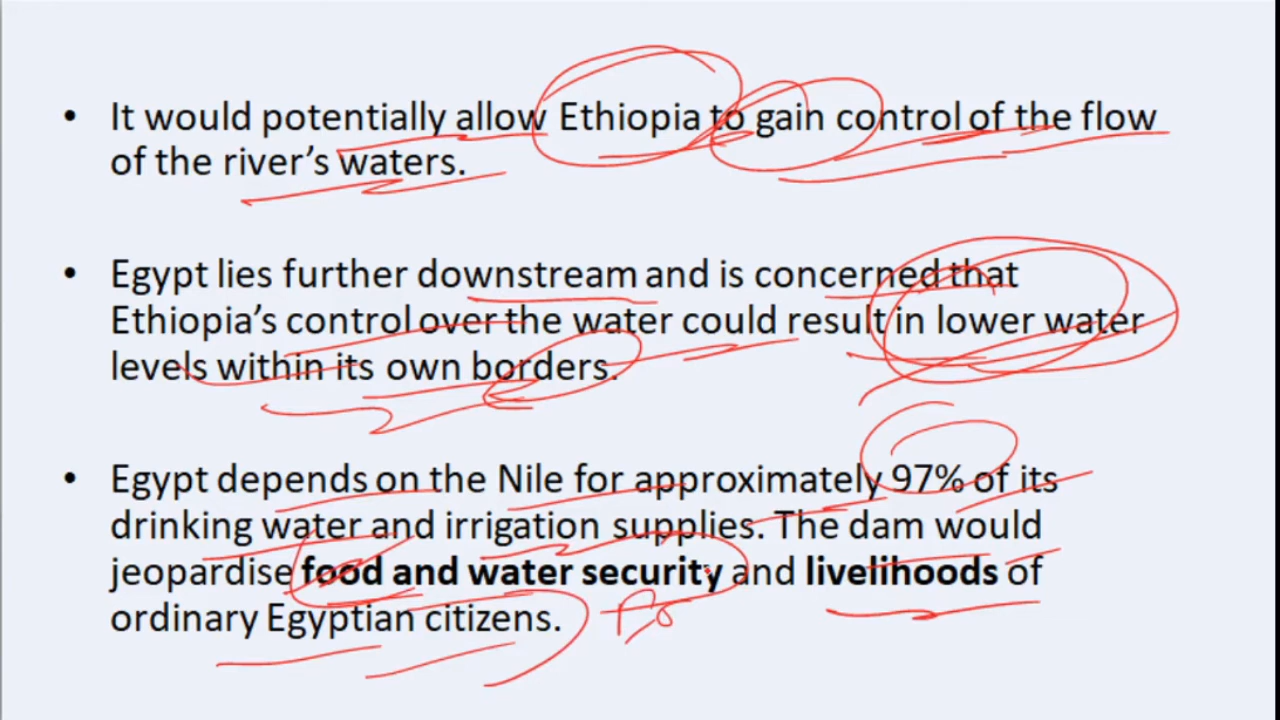 • It would potentially allow Ethiopia to gain control of the flow
of the river's waters.
• Egypt lies further downstream and is concerned that
Ethiopia's control over the water could result in lower water
levels within its own borders.
• Egypt depends on the Nile for approximately 97% of its
drinking water and irrigation supplies. The dam would
jeopardise food and water security and livelihoods of
ordinary Egyptian citizens.